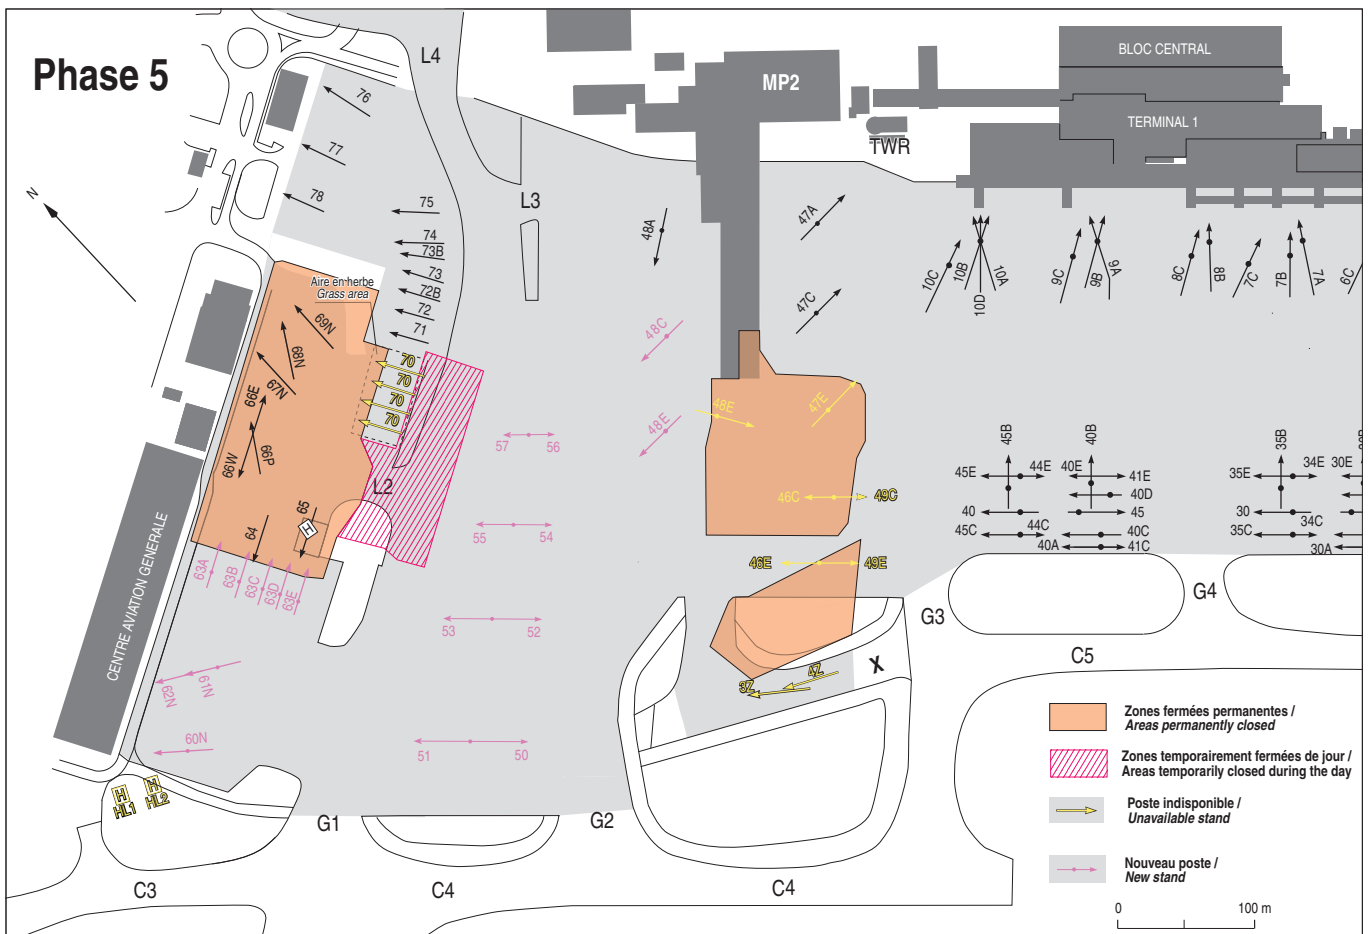 Phase 5
L4
BLOC CENTRAL
MP2
TERMINAL 1
TWR
76
77
78
N
75
L3
74
73B
73
72B
72
71
48A
47A
47C
10C
10B
10D
10A
9C
9B
9A
8C
8B
7C
7B
7A
6C
Aire en herbe
Grass area
69N
68N
67N
66E
66P
66W
65
64
H
70
70
70
70
L2
48C
48E
48E
47E
57
56
55
54
53
52
51
50
46C
49C
46E
49E
45B
40B
35B
45E
44E
40E
41E
40D
40
45
45C
44C
40C
40A
41C
35E
34E
30E
30
34C
35C
30A
63A
63B
63C
63D
63E
CENTRE AVIATION GENERALE
62N
61N
60N
H
HL1
H
HL2
G3
G4
X
C5
3Z
4Z
G1
G2
C3
C4
C4
Zones fermées permanentes /
Areas permanently closed
Zones temporairement fermées de jour /
Areas temporarily closed during the day
Poste indisponible /
Unavailable stand
Nouveau poste /
New stand
0
100 m